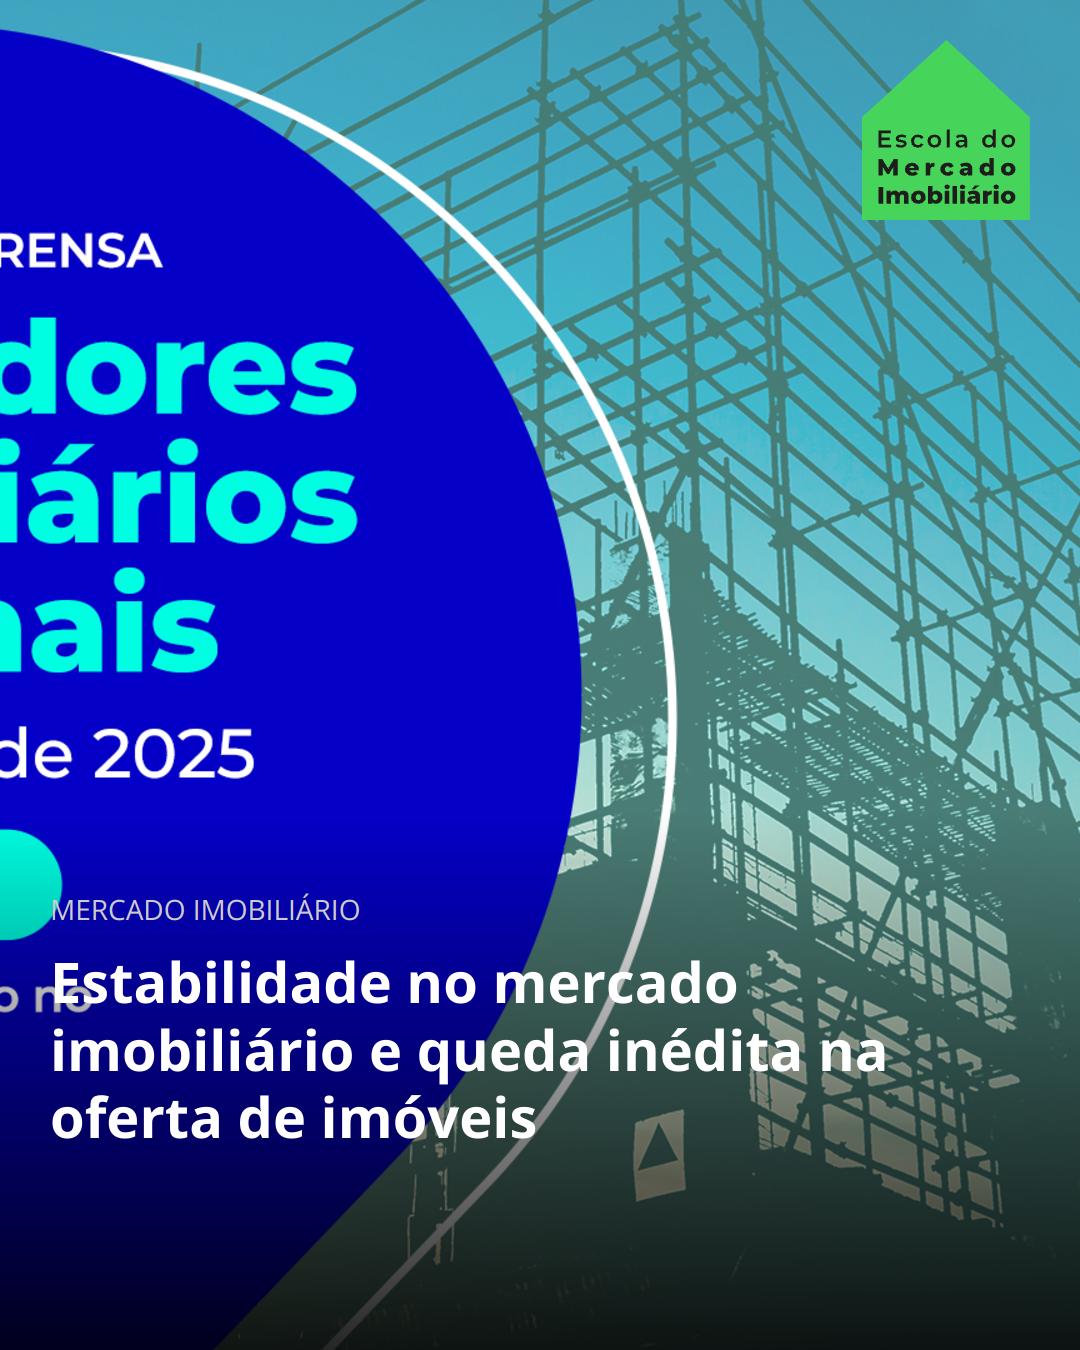 Escola do
Mercado
Imobiliário
RENSA
dores
iários
nais
de 2025
MERCADO IMOBILIÁRIO
o no
Estabilidade no mercado
imobiliário e queda inédita na
oferta de imóveis